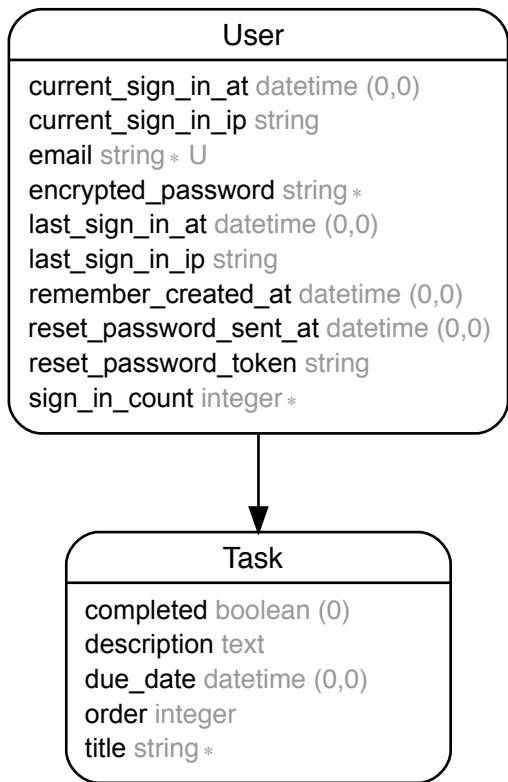 User
current_sign_in_at datetime (0,0)
current_sign_in_ip string
email string ∗ U
encrypted_password string ∗
last_sign_in_at datetime (0,0)
last_sign_in_ip string
remember_created_at datetime (0,0)
reset_password_sent_at datetime (0,0)
reset_password_token string
sign_in_count integer ∗
Task
completed boolean (0)
description text
due_date datetime (0,0)
order integer
title string ∗